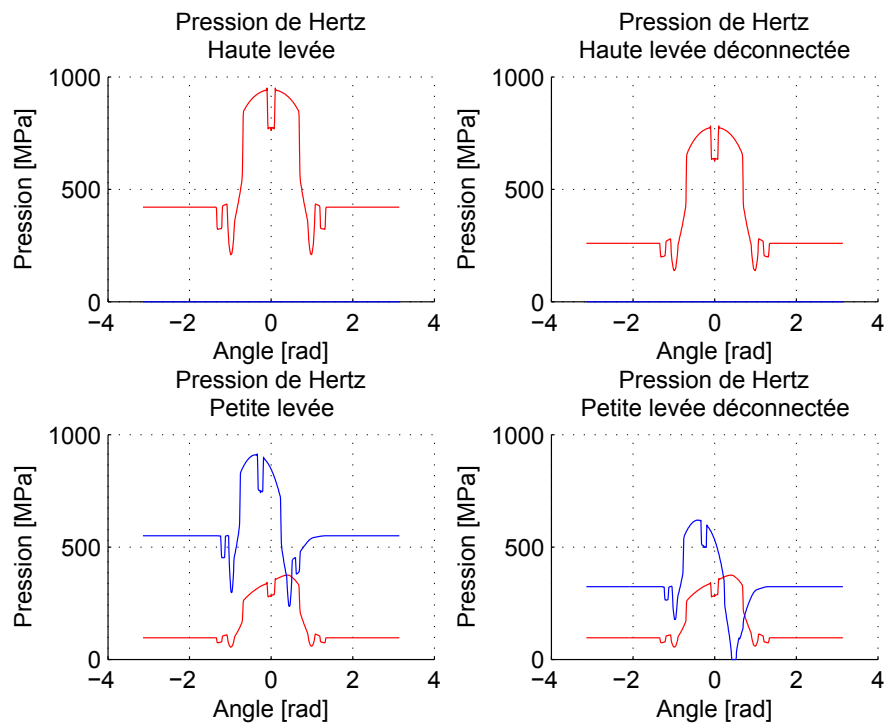 Pression de Hertz
Haute levée
1000
500
0
Pression [MPa]
−4 −2 0 2 4
Angle [rad]
Pression de Hertz
Haute levée déconnectée
1000
500
0
Pression [MPa]
−4 −2 0 2 4
Angle [rad]
Pression de Hertz
Petite levée
1000
500
0
Pression [MPa]
−4 −2 0 2 4
Angle [rad]
Pression de Hertz
Petite levée déconnectée
1000
500
0
Pression [MPa]
−4 −2 0 2 4
Angle [rad]